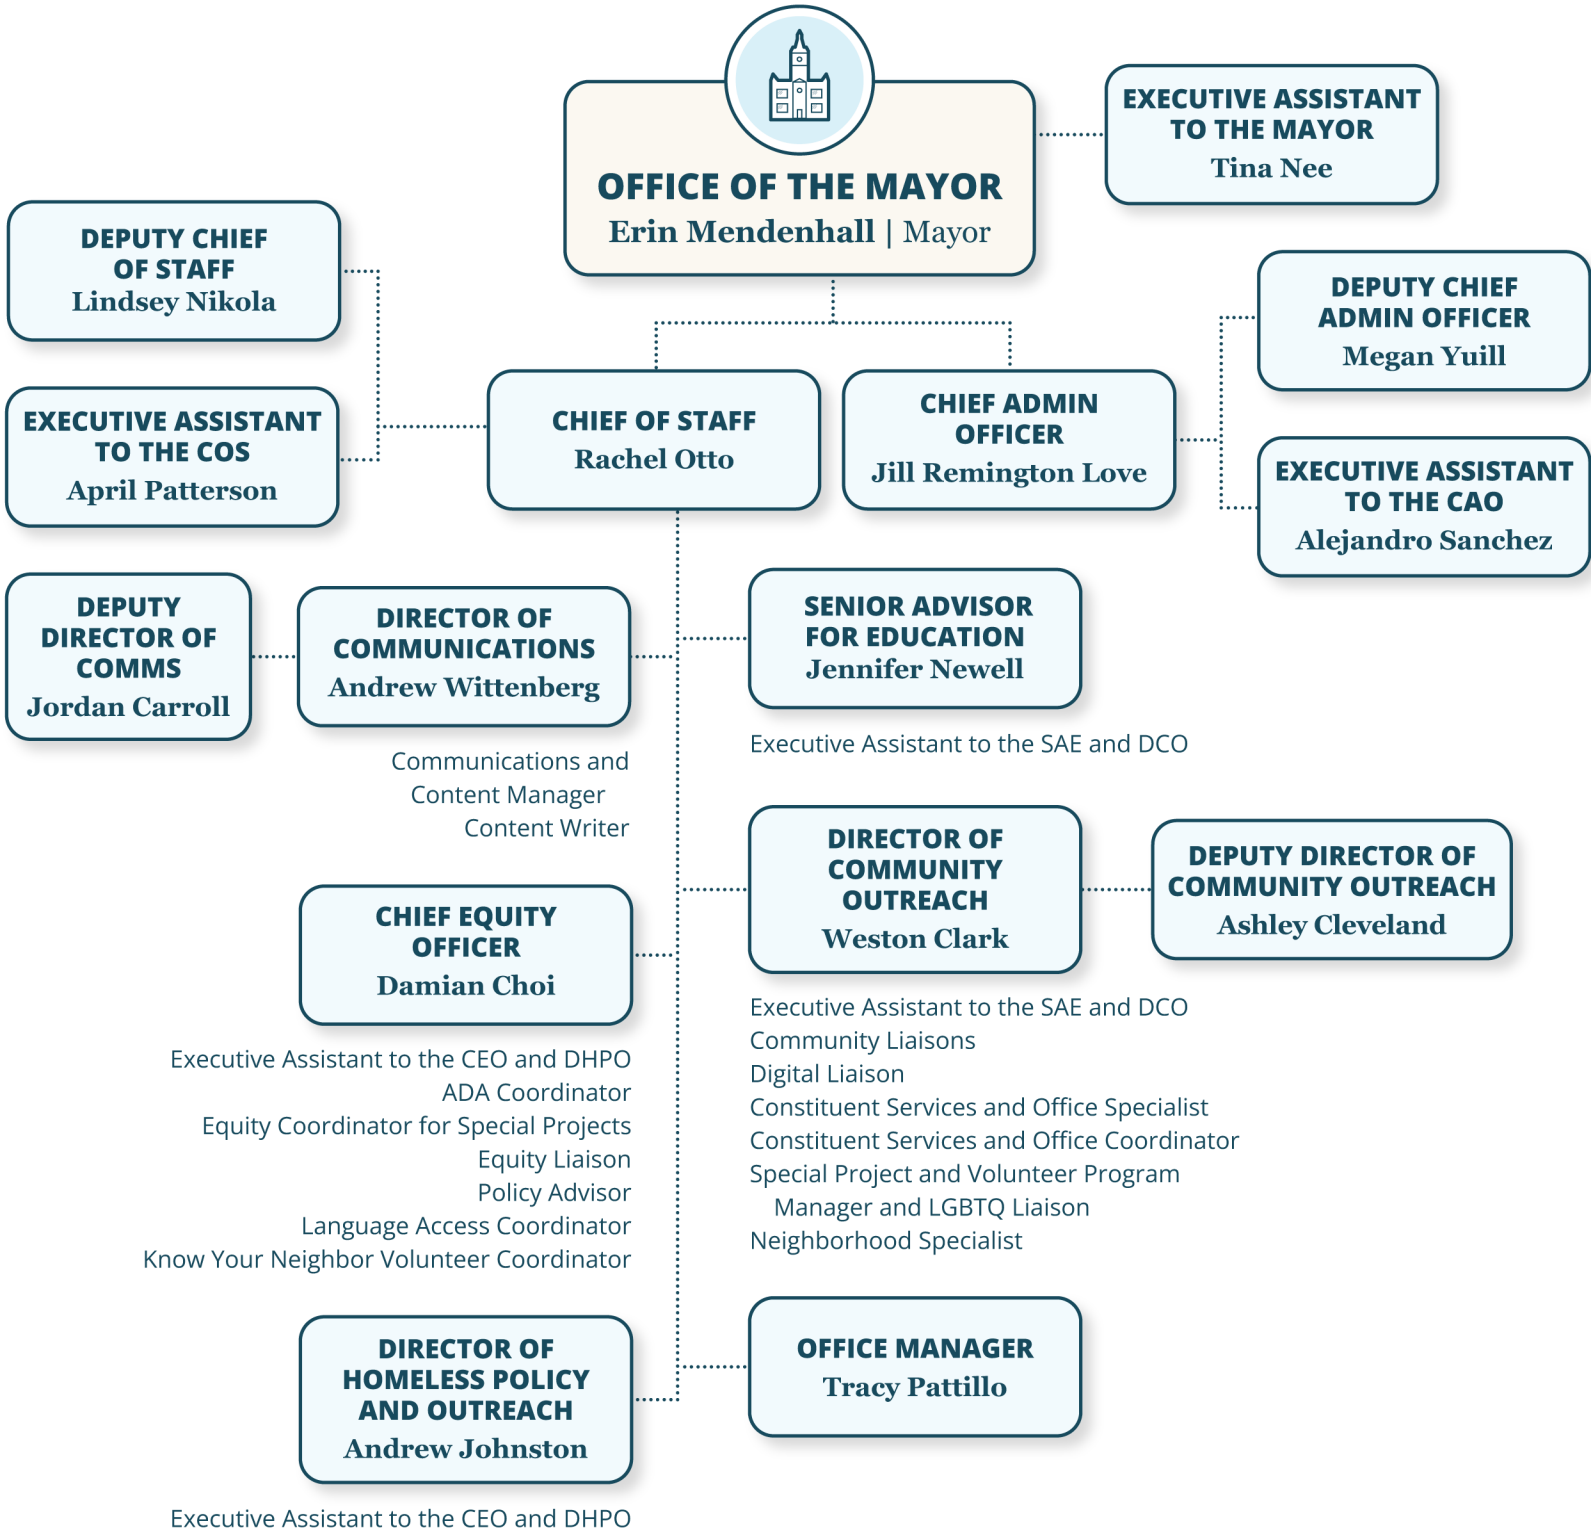 OFFICE OF THE MAYOR
Erin Mendenhall | Mayor
EXECUTIVE ASSISTANT
TO THE MAYOR
Tina Nee
DEPUTY CHIEF
OF STAFF
Lindsey Nikola
EXECUTIVE ASSISTANT
TO THE COS
April Patterson
CHIEF OF STAFF
Rachel Otto
CHIEF ADMIN
OFFICER
Jill Remington Love
DEPUTY CHIEF
ADMIN OFFICER
Megan Yuill
EXECUTIVE ASSISTANT
TO THE CAO
Alejandro Sanchez
DEPUTY
DIRECTOR OF
COMMS
Jordan Carroll
DIRECTOR OF
COMMUNICATIONS
Andrew Wittenberg
Communications and
Content Manager
Content Writer
SENIOR ADVISOR
FOR EDUCATION
Jennifer Newell
Executive Assistant to the SAE and DCO
CHIEF EQUITY
OFFICER
Damian Choi
Executive Assistant to the CEO and DHPO
ADA Coordinator
Equity Coordinator for Special Projects
Equity Liaison
Policy Advisor
Language Access Coordinator
Know Your Neighbor Volunteer Coordinator
DIRECTOR OF
COMMUNITY
OUTREACH
Weston Clark
DEPUTY DIRECTOR OF
COMMUNITY OUTREACH
Ashley Cleveland
Executive Assistant to the SAE and DCO
Community Liaisons
Digital Liaison
Constituent Services and Office Specialist
Constituent Services and Office Coordinator
Special Project and Volunteer Program
Manager and LGBTQ Liaison
Neighborhood Specialist
DIRECTOR OF
HOMELESS POLICY
AND OUTREACH
Andrew Johnston
Executive Assistant to the CEO and DHPO
OFFICE MANAGER
Tracy Pattillo